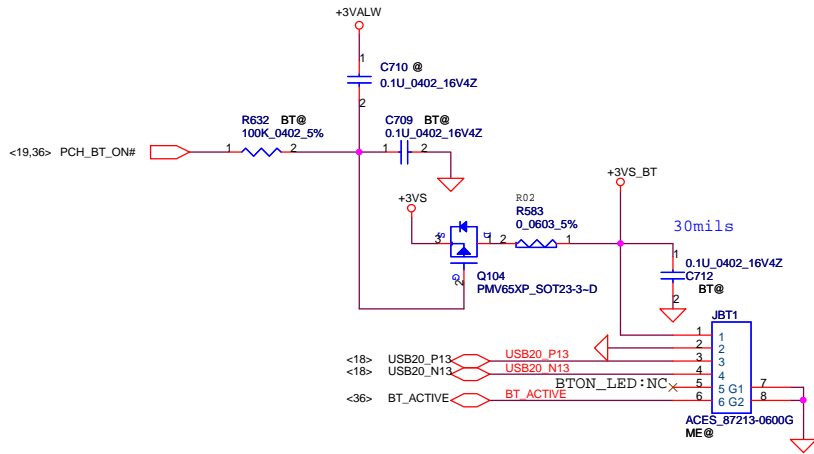 +3VALW
1
C710 @
0.1U_0402_16V4Z
2
R632 BT@
100K_0402_5%
C709 BT@
0.1U_0402_16V4Z
<19,36> PCH_BT_ON#
1 2
1 2
+3VS
+3VS_BT
R02
R583
0_0603_5%
30mils
3 S D 1
2 1
G 2
Q104
PMV65XP_SOT23-3~D
1
0.1U_0402_16V4Z
C712
BT@
2
JBT1
1 1
2 2
<18> USB20_P13 USB20_P13 3 3
<18> USB20_N13 USB20_N13 4 4
BTON_LED:NC 5 5 G1 7
<36> BT_ACTIVE BT_ACTIVE 6 6 G2 8
ACES_87213-0600G
ME@